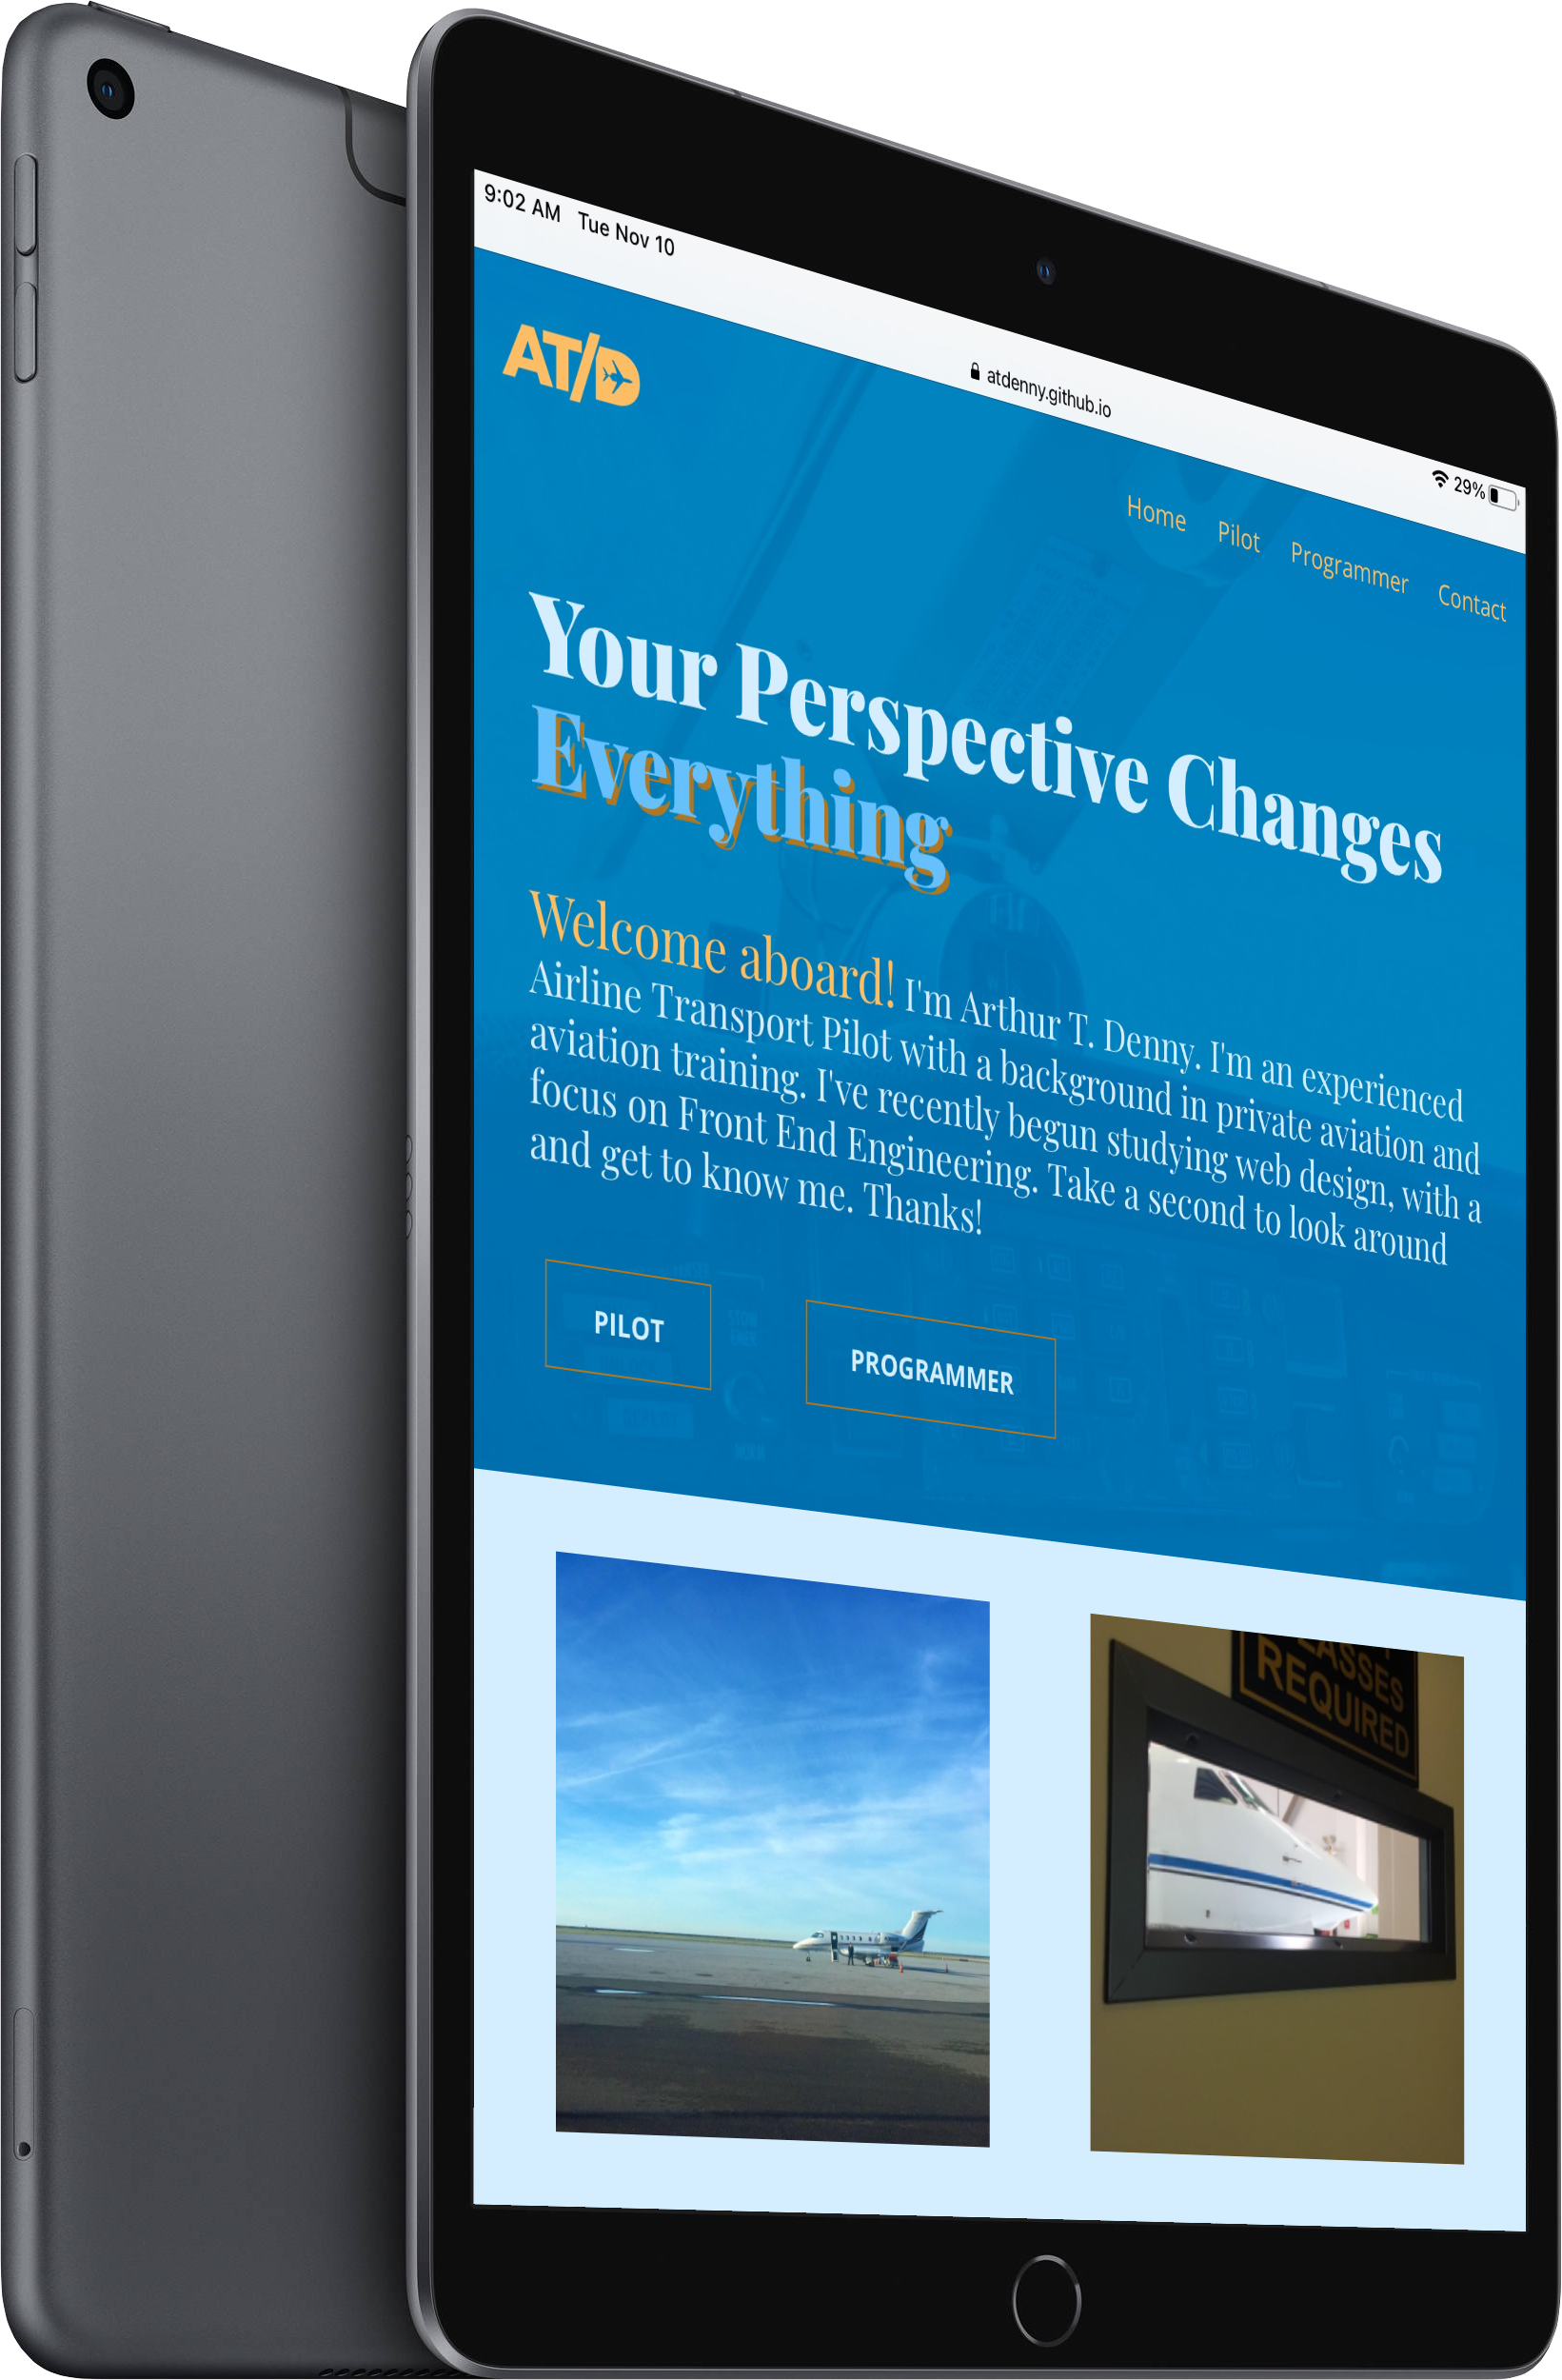 9:02 AM Tue Nov 10
atdenny.github.io
29%
AT/D
Home Pilot Programmer Contact
Your Perspective Changes
Everything
Welcome aboard! I'm Arthur T. Denny. I'm an experienced
Airline Transport Pilot with a background in private aviation and
aviation training. I've recently begun studying web design, with a
focus on Front End Engineering. Take a second to look around
and get to know me. Thanks!
PILOT
PROGRAMMER
REQUIRED